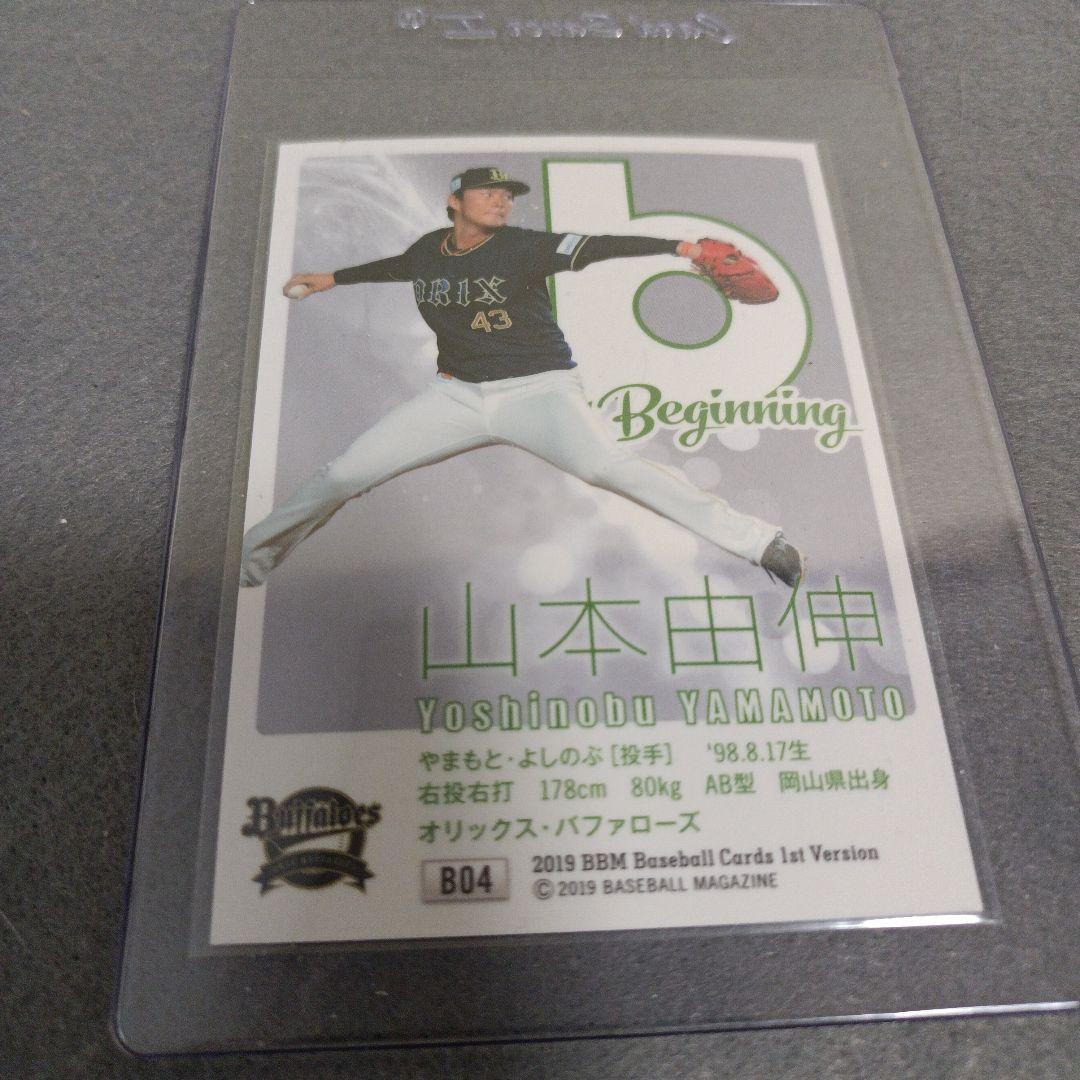 Card Saver I
B
ORIX
43
b
Beginning
山本由伸
Yoshinobu YAMAMOTO
やまもと・よしのぶ [投手] '98.8.17生
右投右打 178cm 80kg AB型 岡山県出身
オリックス・バファローズ
Buffaloes
B04 2019 BBM Baseball Cards 1st Version
© 2019 BASEBALL MAGAZINE